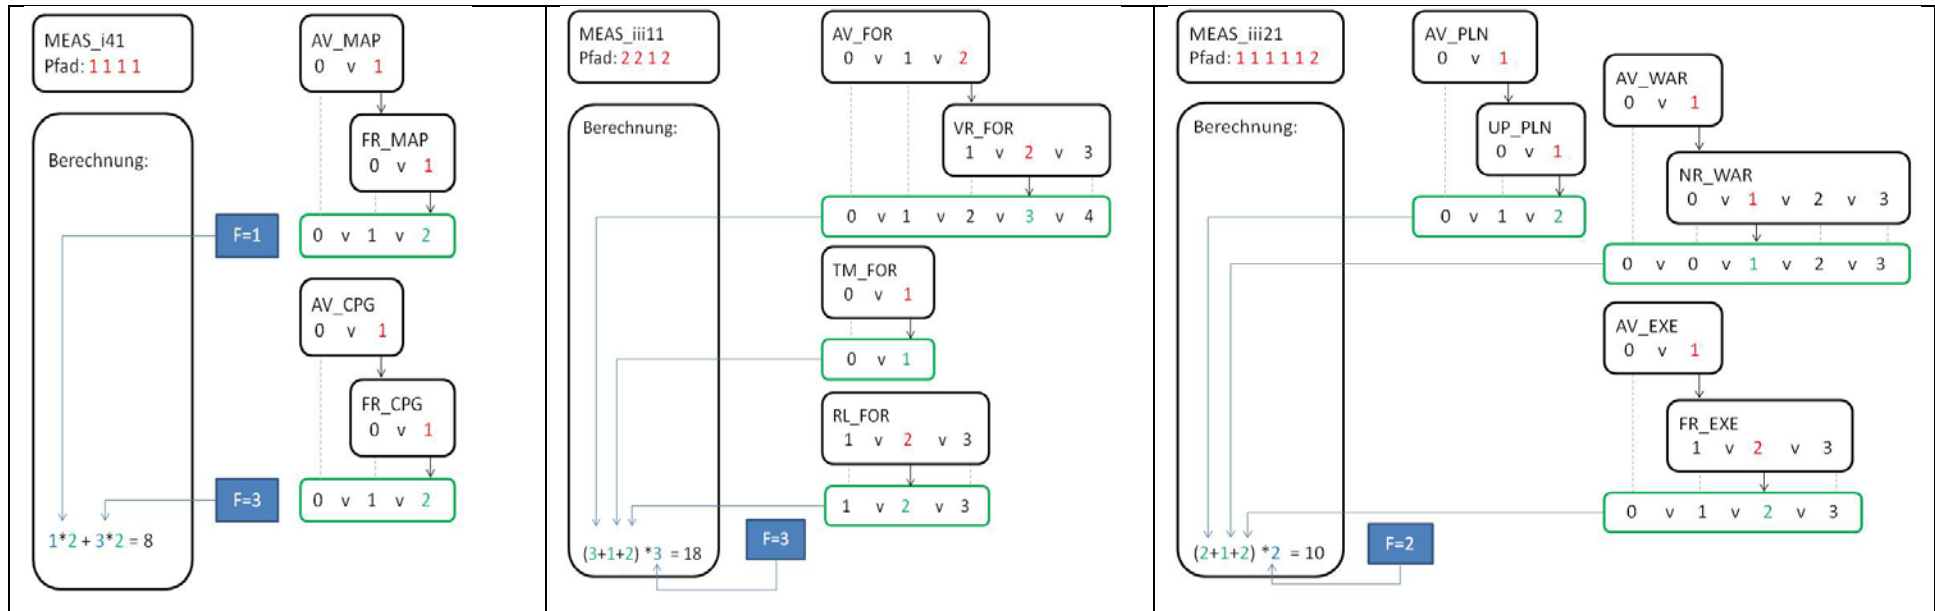 MEAS_i41
Pfad: 1 1 1 1
Berechnung:
1*2 + 3*2 = 8
AV_MAP
0 v 1
FR_MAP
0 v 1
F=1
0 v 1 v 2
AV_CPG
0 v 1
FR_CPG
0 v 1
F=3
0 v 1 v 2
MEAS_iii11
Pfad: 2 2 1 2
Berechnung:
(3+1+2) *3 = 18
AV_FOR
0 v 1 v 2
VR_FOR
1 v 2 v 3
0 v 1 v 2 v 3 v 4
TM_FOR
0 v 1
0 v 1
RL_FOR
1 v 2 v 3
1 v 2 v 3
F=3
MEAS_iii21
Pfad: 1 1 1 1 1 2
Berechnung:
(2+1+2) *2 = 10
AV_PLN
0 v 1
UP_PLN
0 v 1
0 v 1 v 2
AV_WAR
0 v 1
NR_WAR
0 v 1 v 2 v 3
0 v 0 v 1 v 2 v 3
AV_EXE
0 v 1
FR_EXE
1 v 2 v 3
0 v 1 v 2 v 3
F=2